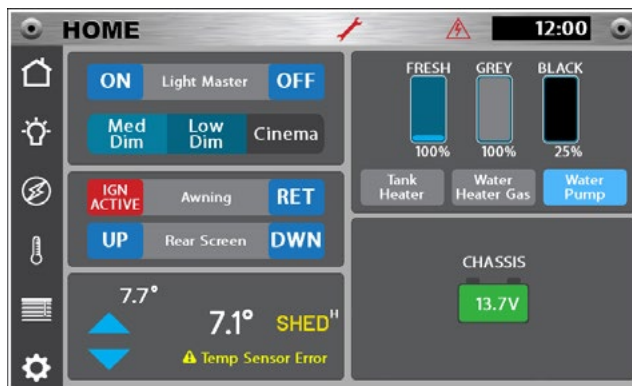 HOME
12:00
ON Light Master OFF
Med Dim
Low Dim
Cinema
IGN ACTIVE
Awning
RET
UP Rear Screen DWN
7.7°
7.1° SHED H
Temp Sensor Error
FRESH GREY BLACK
100% 100% 25%
Tank Heater
Water Heater Gas
Water Pump
CHASSIS
13.7V